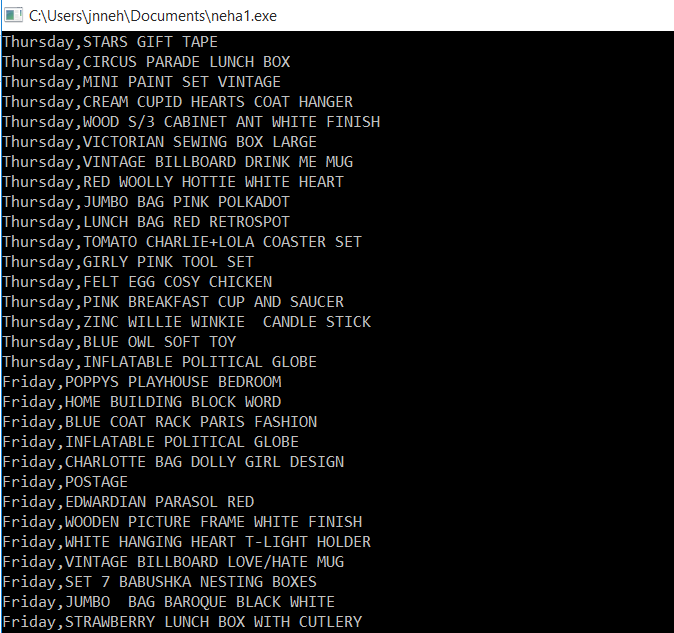 C:\Users\jnneh\Documents\neha1.exe
Thursday,STARS GIFT TAPE
Thursday,CIRCUS PARADE LUNCH BOX
Thursday,MINI PAINT SET VINTAGE
Thursday,CREAM CUPID HEARTS COAT HANGER
Thursday,WOOD S/3 CABINET ANT WHITE FINISH
Thursday,VICTORIAN SEWING BOX LARGE
Thursday,VINTAGE BILLBOARD DRINK ME MUG
Thursday,RED WOOLLY HOTTIE WHITE HEART
Thursday,JUMBO BAG PINK POLKADOT
Thursday,LUNCH BAG RED RETROSPOT
Thursday,TOMATO CHARLIE+LOLA COASTER SET
Thursday,GIRLY PINK TOOL SET
Thursday,FELT EGG COSY CHICKEN
Thursday,PINK BREAKFAST CUP AND SAUCER
Thursday,ZINC WILLIE WINKIE  CANDLE STICK
Thursday,BLUE OWL SOFT TOY
Thursday,INFLATABLE POLITICAL GLOBE
Friday,POPPYS PLAYHOUSE BEDROOM
Friday,HOME BUILDING BLOCK WORD
Friday,BLUE COAT RACK PARIS FASHION
Friday,INFLATABLE POLITICAL GLOBE
Friday,CHARLOTTE BAG DOLLY GIRL DESIGN
Friday,POSTAGE
Friday,EDWARDIAN PARASOL RED
Friday,WOODEN PICTURE FRAME WHITE FINISH
Friday,WHITE HANGING HEART T-LIGHT HOLDER
Friday,VINTAGE BILLBOARD LOVE/HATE MUG
Friday,SET 7 BABUSHKA NESTING BOXES
Friday,JUMBO  BAG BAROQUE BLACK WHITE
Friday,STRAWBERRY LUNCH BOX WITH CUTLERY